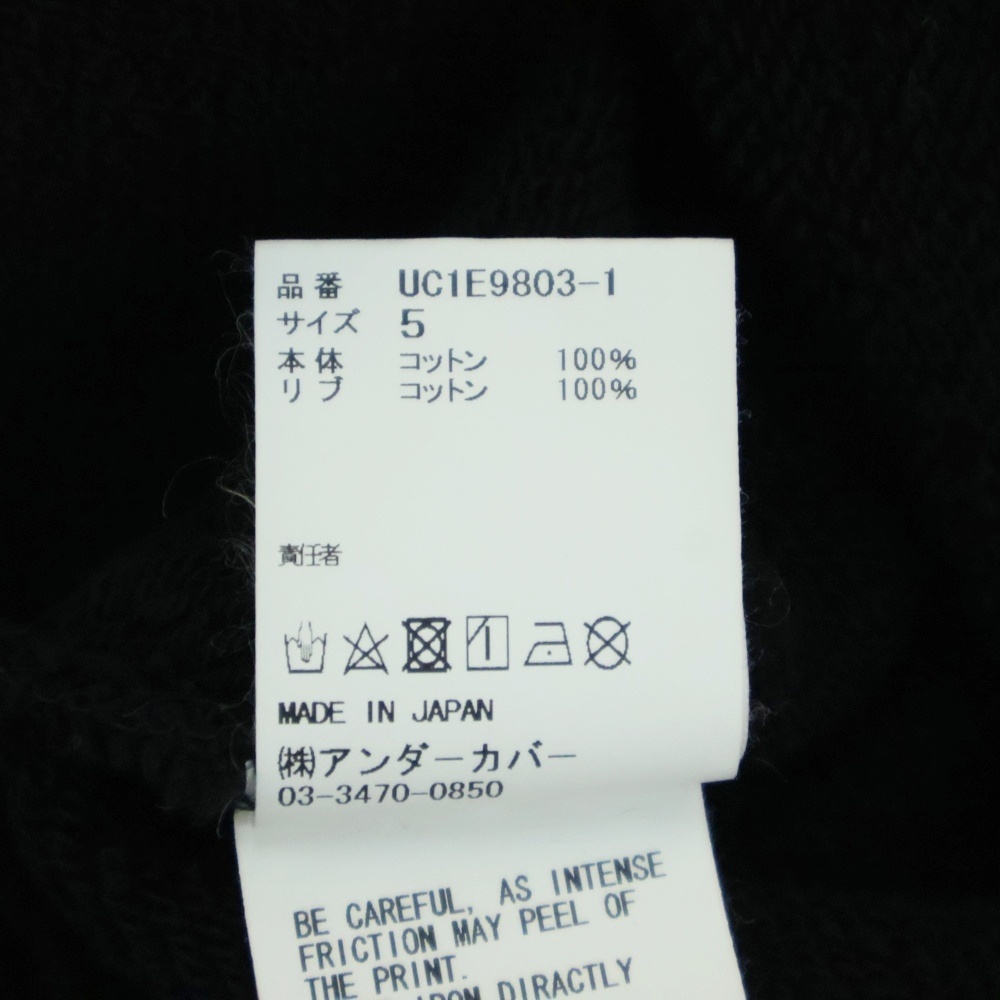 品番 UC1E9803-1
サイズ 5
本体 コットン 100%
リブ コットン 100%
責任者
MADE IN JAPAN
㈱アンダーカバー
03-3470-0850
BE CAREFUL, AS INTENSE
FRICTION MAY PEEL OF
THE PRINT.
DIRACTLY